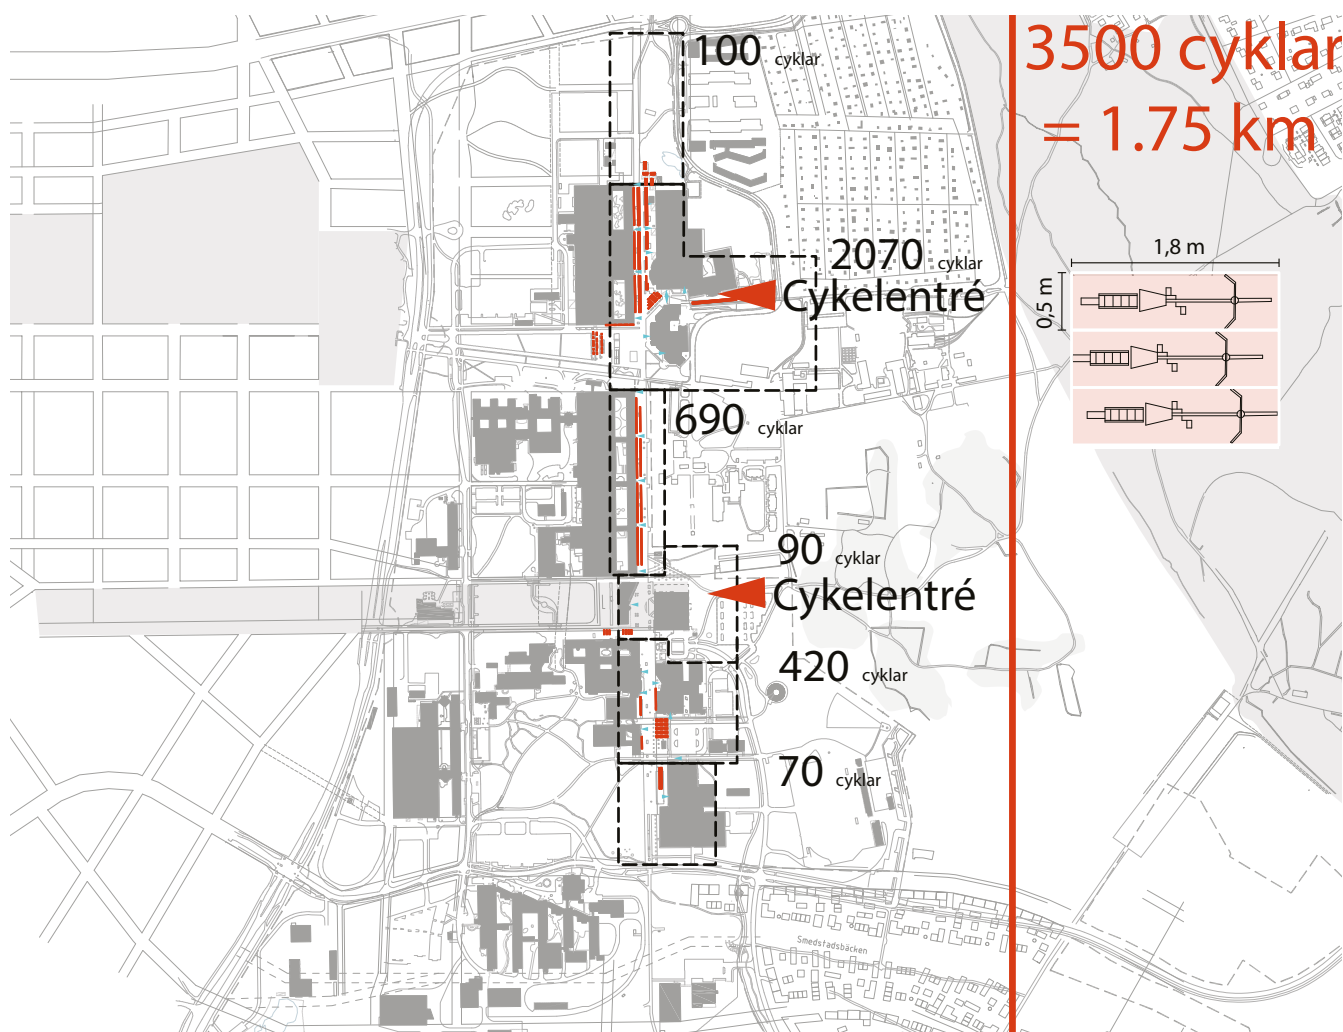 3500 cyklar
= 1.75 km
100 cyklar
2070 cyklar
Cykelentré
1,8 m
0,5 m
690 cyklar
90 cyklar
Cykelentré
420 cyklar
70 cyklar
Smedsfadsbäcken